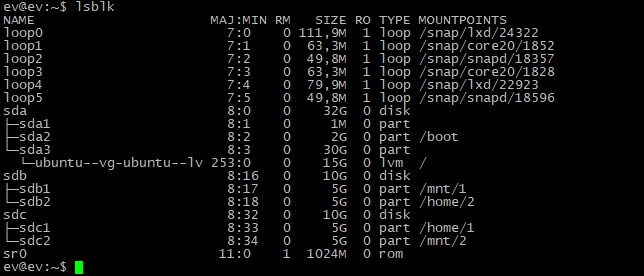 ev@ev:~$ lsblk
NAME                      MAJ:MIN RM   SIZE RO TYPE MOUNTPOINTS
loop0                       7:0    0 111,9M  1 loop /snap/lxd/24322
loop1                       7:1    0  63,3M  1 loop /snap/core20/1852
loop2                       7:2    0  49,8M  1 loop /snap/snapd/18357
loop3                       7:3    0  63,3M  1 loop /snap/core20/1828
loop4                       7:4    0  79,9M  1 loop /snap/lxd/22923
loop5                       7:5    0  49,8M  1 loop /snap/snapd/18596
sda                         8:0    0    32G  0 disk
├─sda1                      8:1    0     1M  0 part
├─sda2                      8:2    0     2G  0 part /boot
└─sda3                      8:3    0    30G  0 part
  └─ubuntu--vg-ubuntu--lv 253:0    0    15G  0 lvm  /
sdb                         8:16   0    10G  0 disk
├─sdb1                      8:17   0     5G  0 part /mnt/1
└─sdb2                      8:18   0     5G  0 part /home/2
sdc                         8:32   0    10G  0 disk
├─sdc1                      8:33   0     5G  0 part /home/1
└─sdc2                      8:34   0     5G  0 part /mnt/2
sr0                        11:0    1  1024M  0 rom
ev@ev:~$